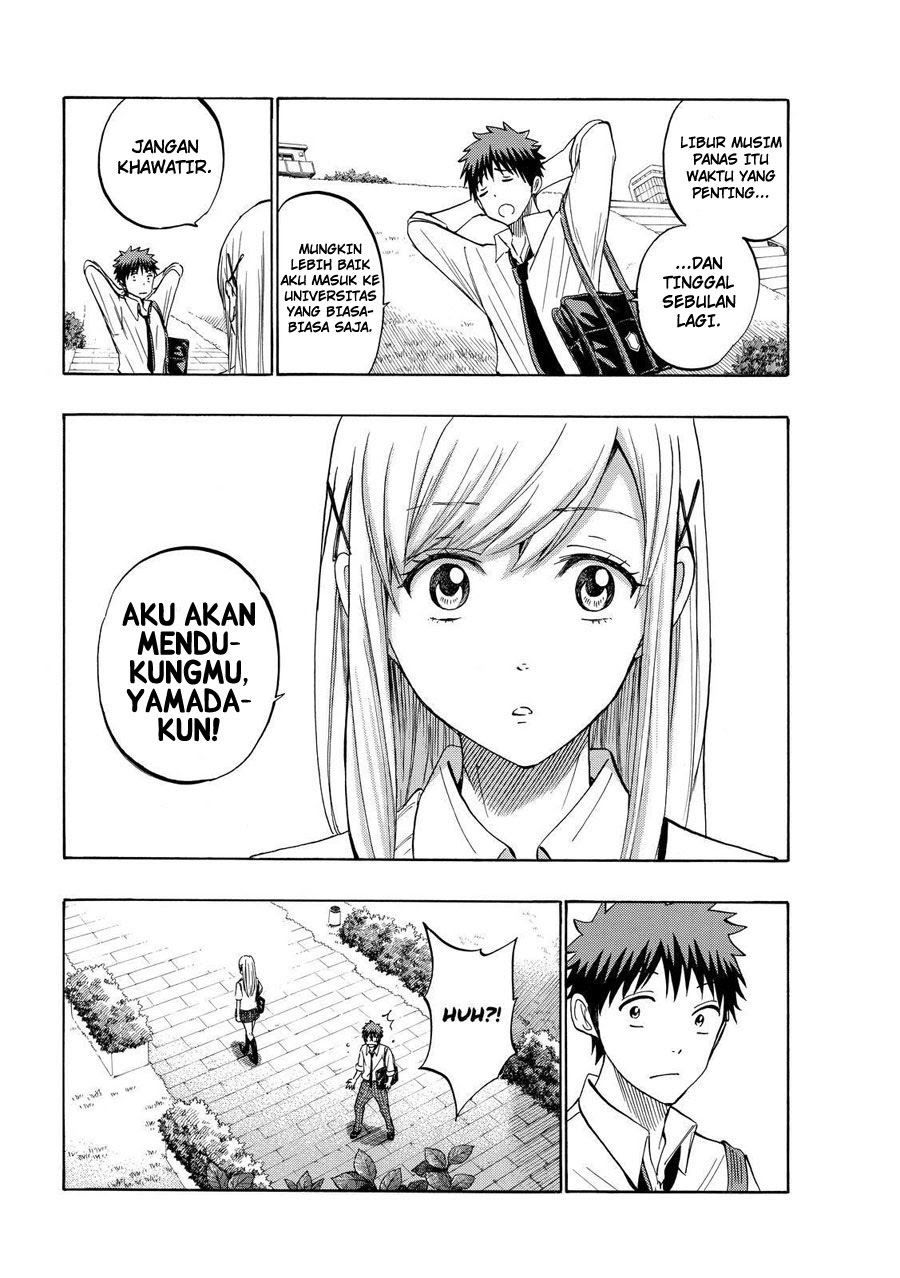 LIBUR MUSIM
PANAS ITU
WAKTU YANG
PENTING...
...DAN
TINGGAL
SEBULAN
LAGI.
MUNGKIN
LEBIH BAIK
AKU MASUK KE
UNIVERSITAS
YANG BIASA-
BIASA SAJA.
JANGAN
KHAWATIR.
AKU AKAN
MENDU-
KUNGMU,
YAMADA-
KUN!
HUH?!